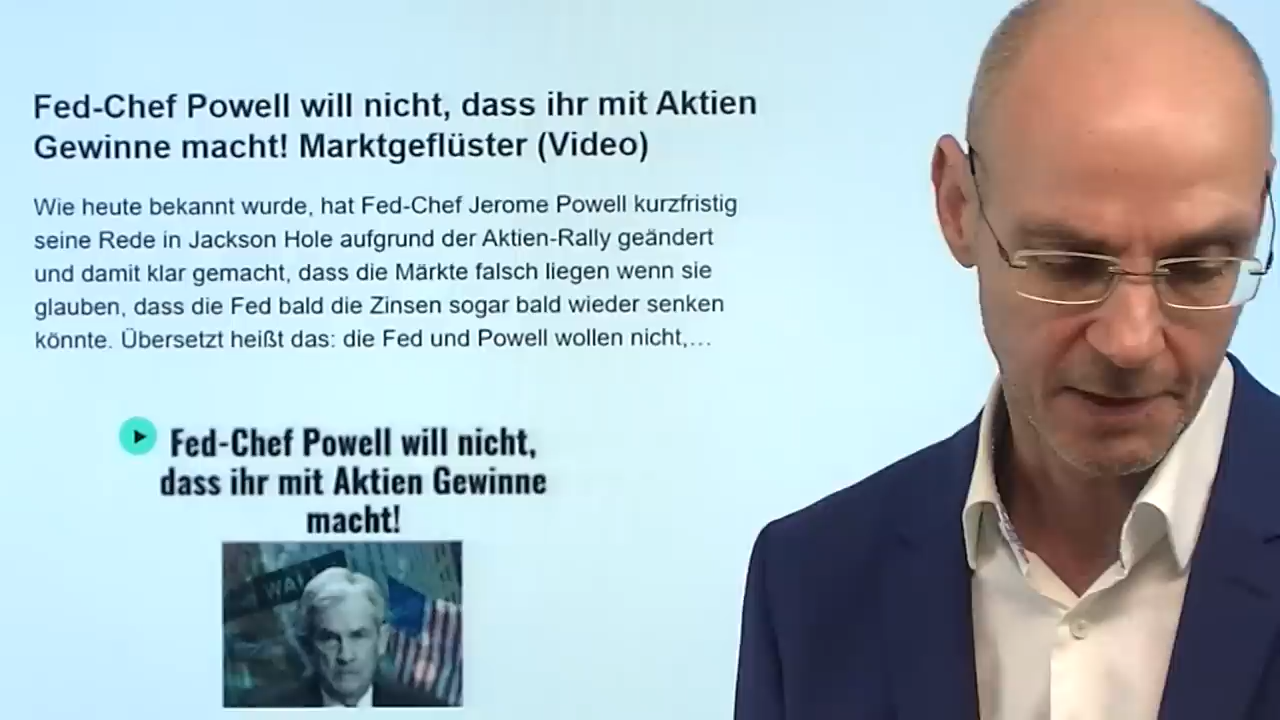 Fed-Chef Powell will nicht, dass ihr mit Aktien
Gewinne macht! Marktgeflüster (Video)
Wie heute bekannt wurde, hat Fed-Chef Jerome Powell kurzfristig
seine Rede in Jackson Hole aufgrund der Aktien-Rally geändert
und damit klar gemacht, dass die Märkte falsch liegen wenn sie
glauben, dass die Fed bald die Zinsen sogar bald wieder senken
könnte. Übersetzt heißt das: die Fed und Powell wollen nicht,…
Fed-Chef Powell will nicht,
dass ihr mit Aktien Gewinne
macht!
WALL